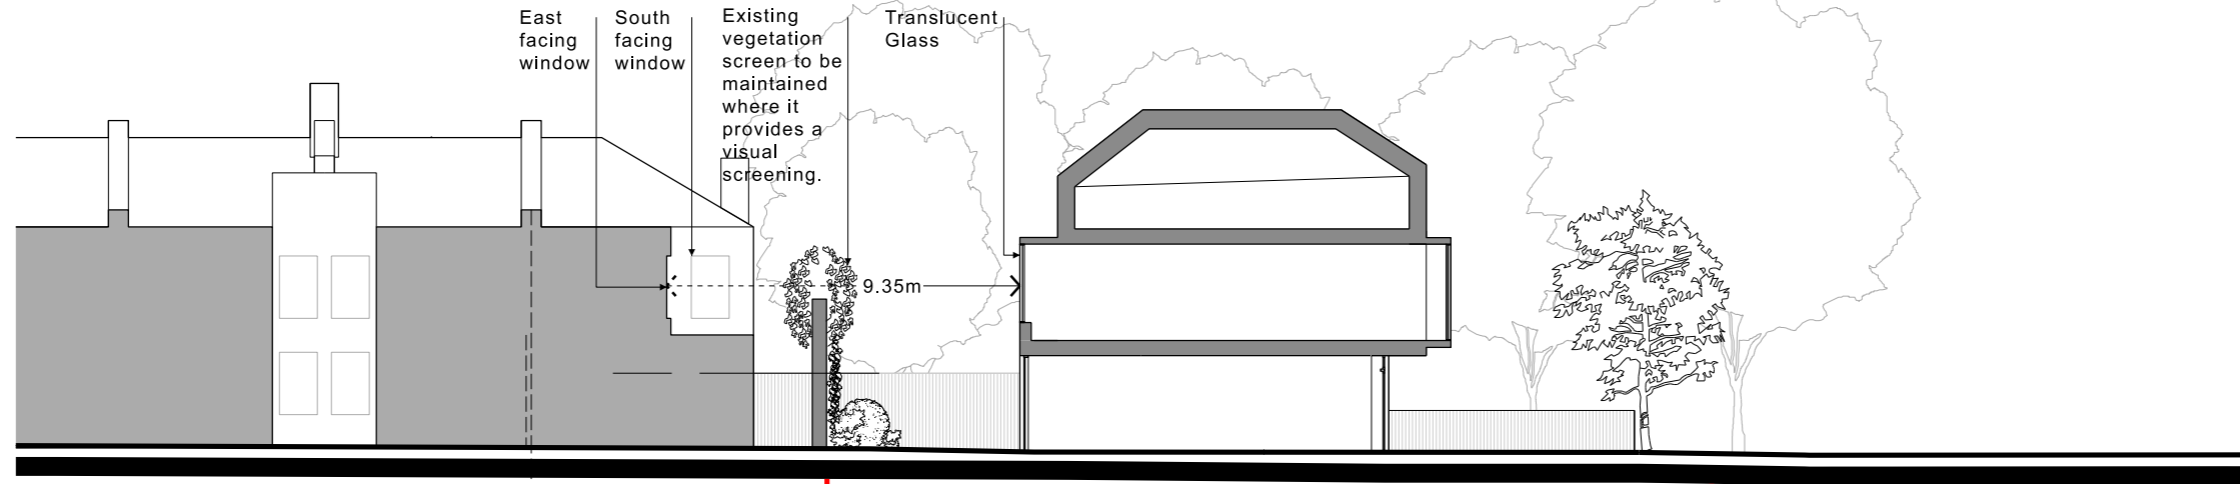 East
facing
window
South
facing
window
Existing
vegetation
screen to be
maintained
where it
provides a
visual
screening.
Translucent
Glass
9.35m